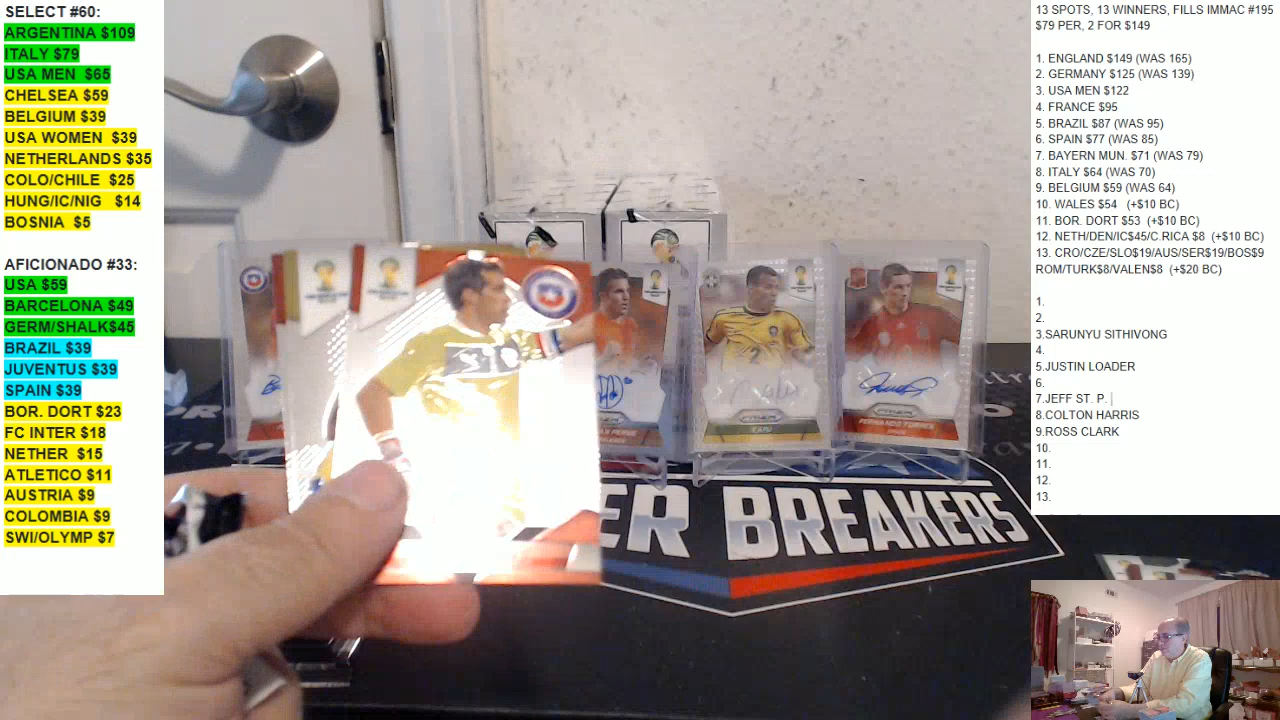 SELECT #60:
ARGENTINA $109
ITALY $79
USA MEN $65
CHELSEA $59
BELGIUM $39
USA WOMEN $39
NETHERLANDS $35
COLO/CHILE $25
HUNG/IC/NIG $14
BOSNIA $5
AFICIONADO #33:
USA $59
BARCELONA $49
GERM/SHALK$45
BRAZIL $39
JUVENTUS $39
SPAIN $39
BOR. DORT $23
FC INTER $18
NETHER $15
ATLETICO $11
AUSTRIA $9
COLOMBIA $9
SWI/OLYMP $7
ER BREAKERS
PRIZM
CAFU
PRIZM
FERNANDO TORRES
13 SPOTS, 13 WINNERS, FILLS IMMAC #195
$79 PER, 2 FOR $149
1. ENGLAND $149 (WAS 165)
2. GERMANY $125 (WAS 139)
3. USA MEN $122
4. FRANCE $95
5. BRAZIL $87 (WAS 95)
6. SPAIN $77 (WAS 85)
7. BAYERN MUN. $71 (WAS 79)
8. ITALY $64 (WAS 70)
9. BELGIUM $59 (WAS 64)
10. WALES $54 (+$10 BC)
11. BOR. DORT $53 (+$10 BC)
12. NETH/DEN/IC$45/C.RICA $8 (+$10 BC)
13. CRO/CZE/SLO$19/AUS/SER$19/BOS$9
ROM/TURK$8/VALEN$8 (+$20 BC)
1.
2.
3.SARUNYU SITHIVONG
4.
5.JUSTIN LOADER
6.
7.JEFF ST. P.
8.COLTON HARRIS
9.ROSS CLARK
10.
11.
12.
13.